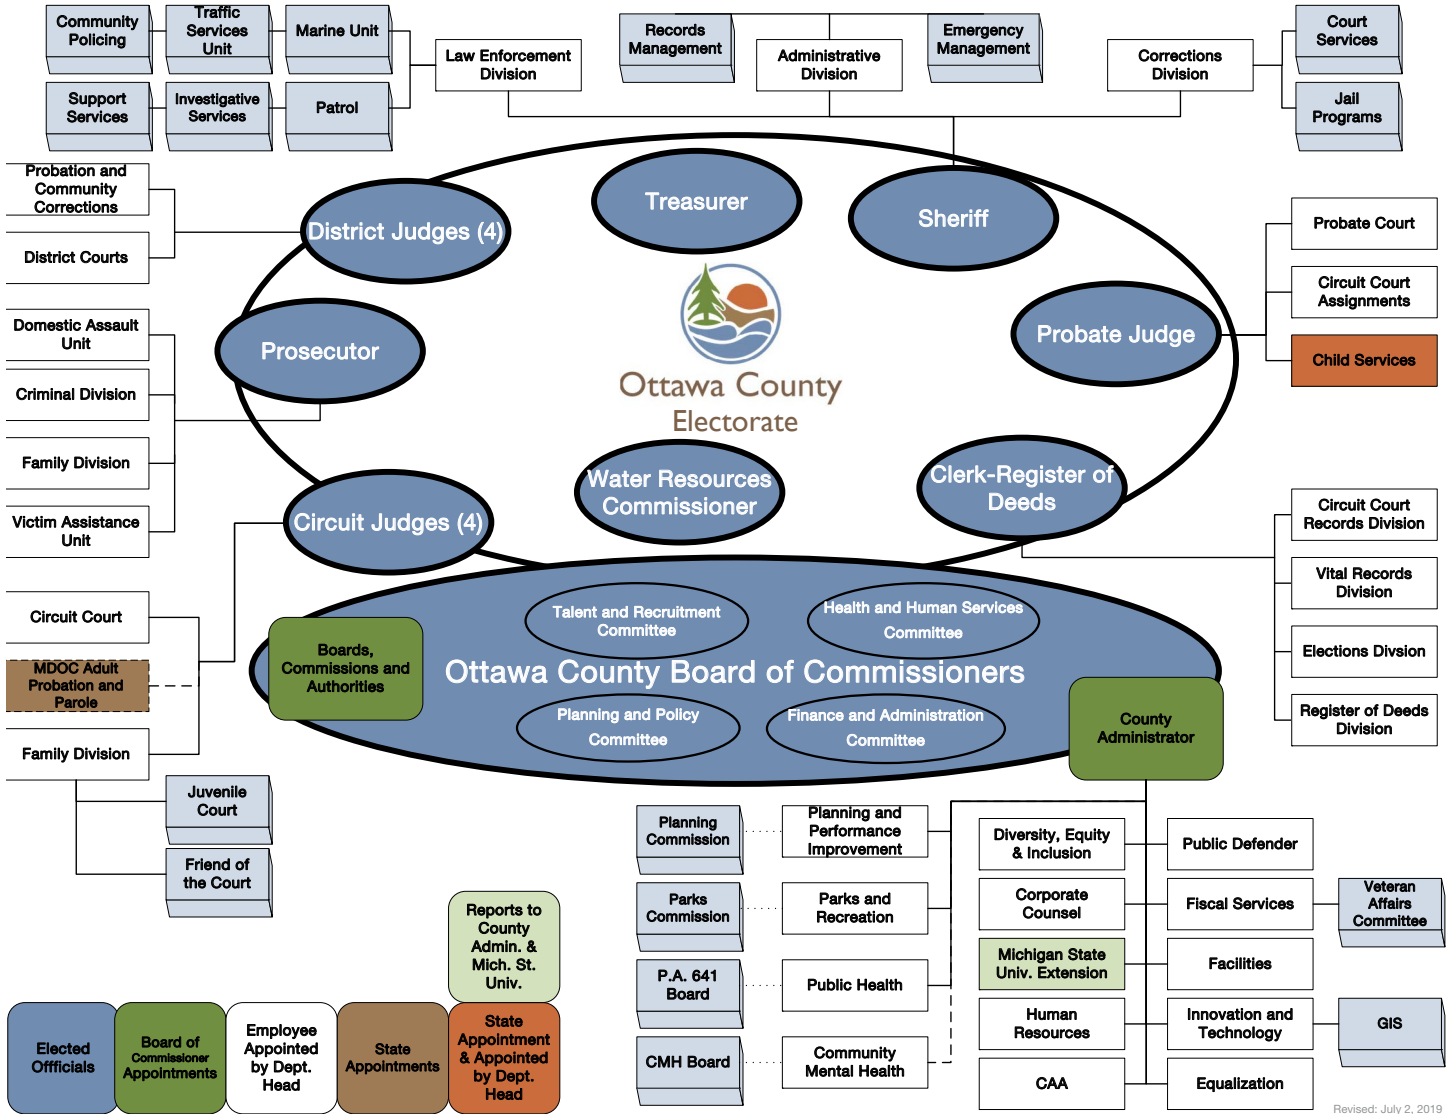 Community
Policing
Traffic
Services
Unit
Marine Unit
Law Enforcement
Division
Support
Services
Investigative
Services
Patrol
Records
Management
Administrative
Division
Emergency
Management
Corrections
Division
Court
Services
Jail
Programs
Probation and
Community
Corrections
District Courts
District Judges (4)
Treasurer
Sheriff
Probate Court
Circuit Court
Assignments
Child Services
Probate Judge
Domestic Assault
Unit
Criminal Division
Family Division
Victim Assistance
Unit
Prosecutor
Ottawa County
Electorate
Circuit Judges (4)
Water Resources
Commissioner
Clerk-Register of
Deeds
Circuit Court
Records Division
Vital Records
Division
Elections Divsion
Register of Deeds
Division
Circuit Court
MDOC Adult
Probation and
Parole
Family Division
Juvenile
Court
Friend of
the Court
Talent and Recruitment
Committee
Health and Human Services
Committee
Boards,
Commissions and
Authorities
Ottawa County Board of Commissioners
Planning and Policy
Committee
Finance and Administration
Committee
County
Administrator
Planning
Commission
Planning and
Performance
Improvement
Parks
Commission
Parks and
Recreation
P.A. 641
Board
Public Health
CMH Board
Community
Mental Health
Diversity, Equity
& Inclusion
Public Defender
Corporate
Counsel
Fiscal Services
Veteran
Affairs
Committee
Michigan State
Univ. Extension
Facilities
Human
Resources
Innovation and
Technology
GIS
CAA
Equalization
Reports to
County
Admin. &
Mich. St.
Univ.
Elected
Offficials
Board of
Commissioner
Appointments
Employee
Appointed
by Dept.
Head
State
Appointments
State
Appointment
& Appointed
by Dept.
Head
Revised: July 2, 2019